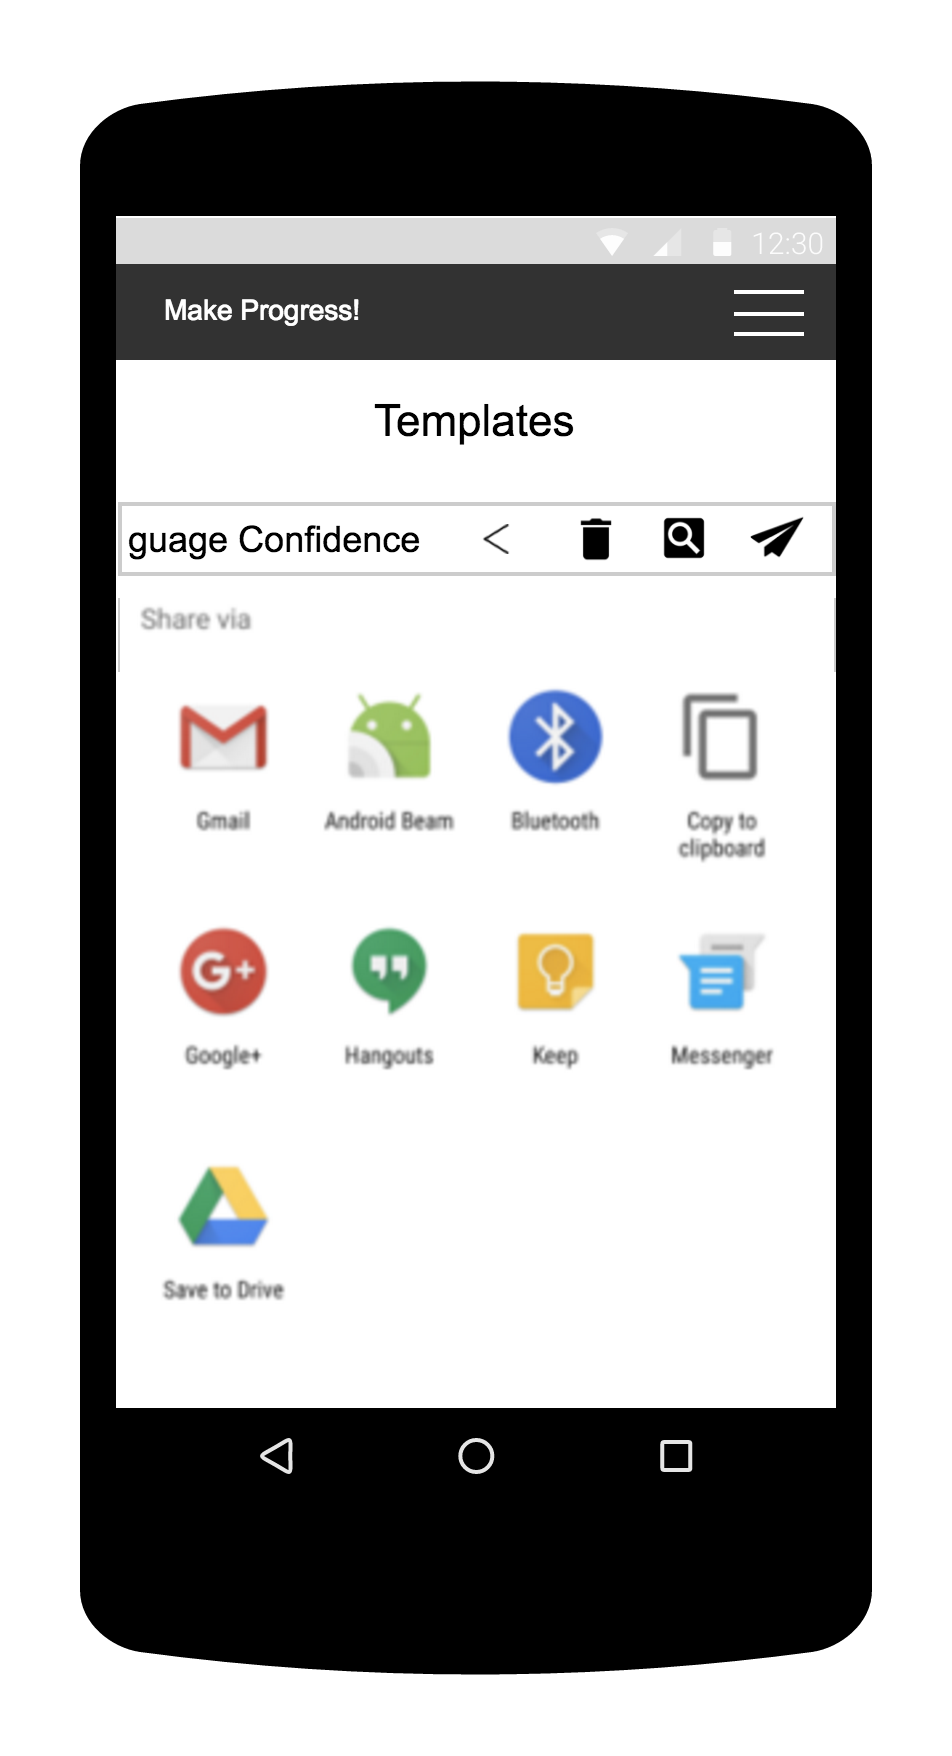 12:30
Make Progress!
Templates
guage Confidence
Share via
Gmail
Android Beam
Bluetooth
Copy to
clipboard
G+
Google+
Hangouts
Keep
Messenger
Save to Drive